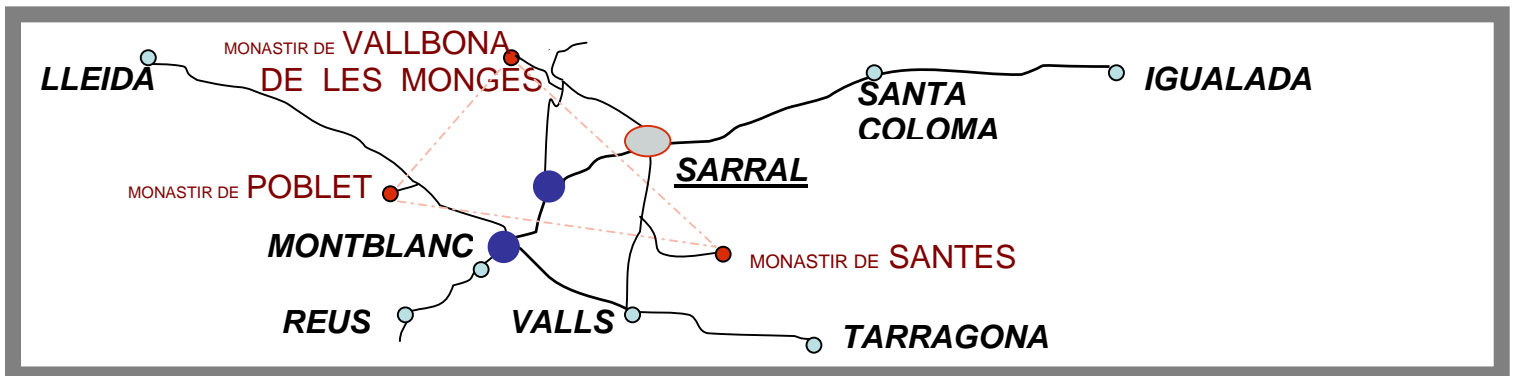 MONASTIR DE VALLBONA
DE LES MONGES
LLEIDA
IGUALADA
SANTA
COLOMA
SARRAL
MONASTIR DE POBLET
MONTBLANC
MONASTIR DE SANTES
REUS
VALLS
TARRAGONA